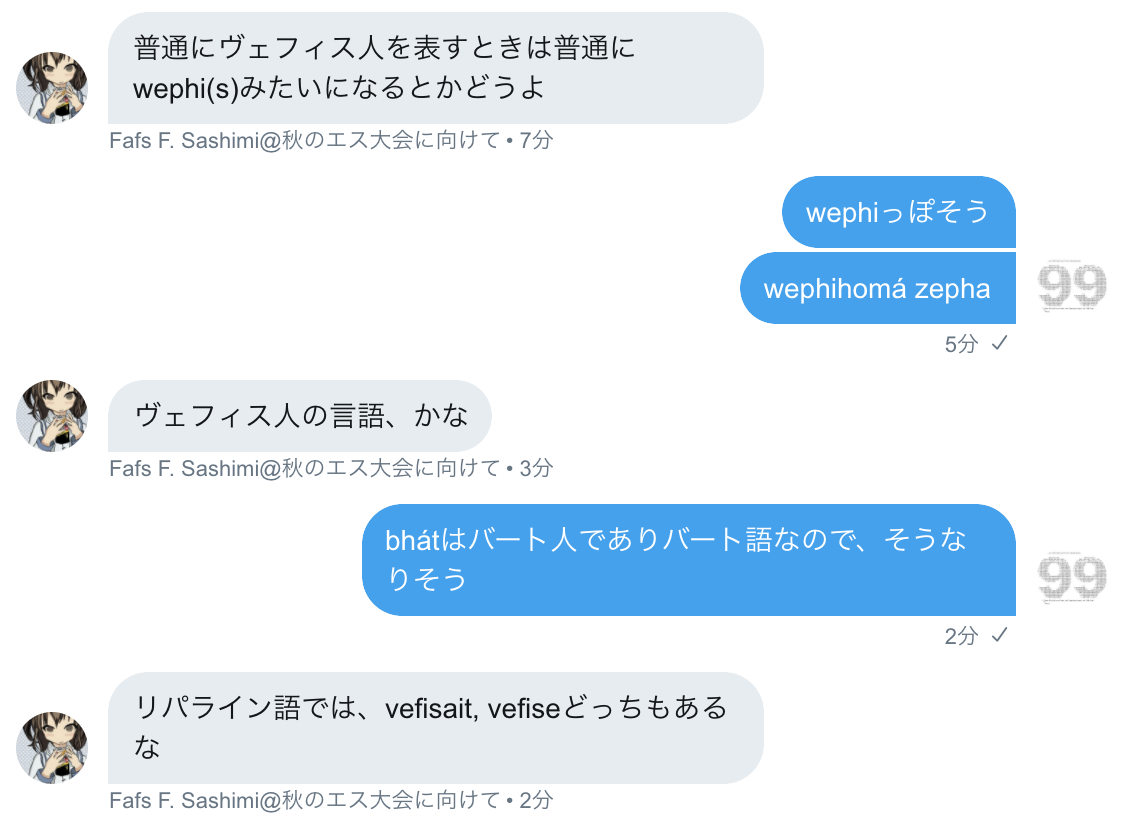 普通にヴェフィス人を表すときは普通に
wephi(s)みたいになるとかどうよ
Fafs F. Sashimi@秋のエス大会に向けて • 7分
wephiっぽそう
wephihomá zepha
99
5分 ✓
ヴェフィス人の言語、かな
Fafs F. Sashimi@秋のエス大会に向けて • 3分
bhátはバート人でありバート語なので、そうな
りそう
99
2分 ✓
リパライン語では、vefisait, vefiseどっちもある
な
Fafs F. Sashimi@秋のエス大会に向けて • 2分